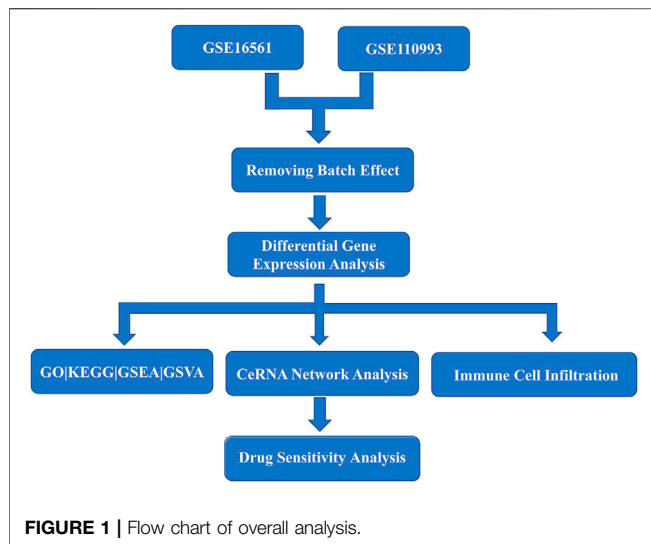 GSE16561
GSE110993
Removing Batch Effect
Differential Gene
Expression Analysis
GO|KEGG|GSEA|GSVA
CeRNA Network Analysis
Immune Cell Infiltration
Drug Sensitivity Analysis
FIGURE 1 | Flow chart of overall analysis.